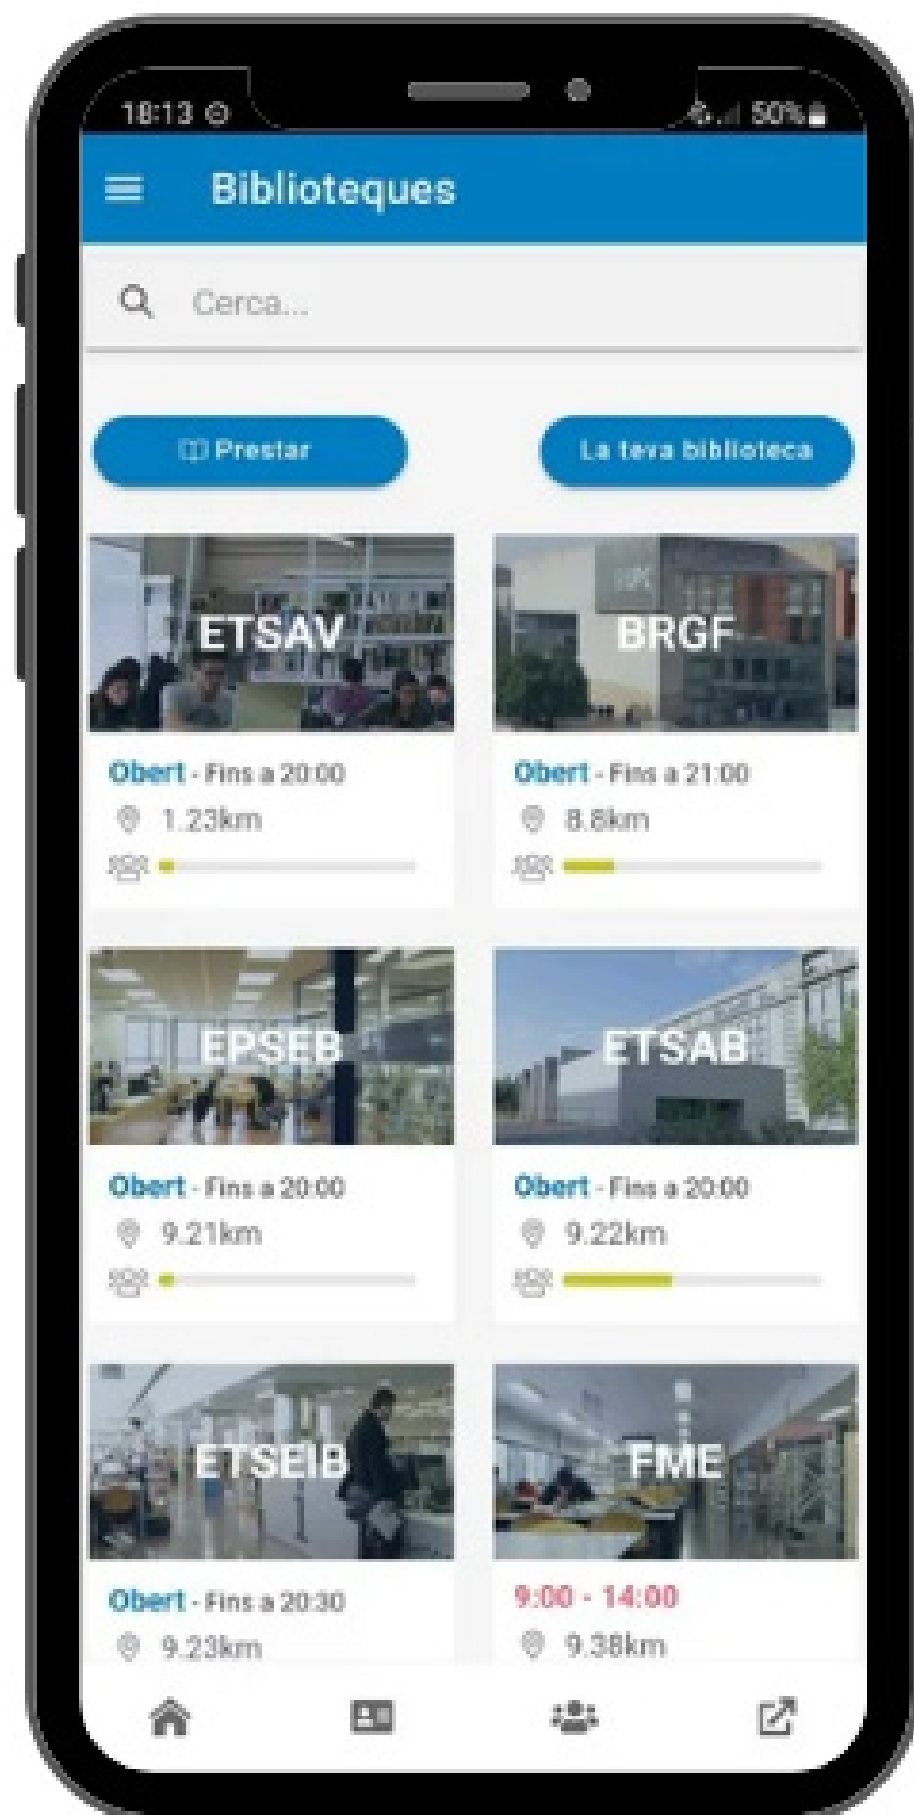 18:13
50%
Biblioteques
Cerca...
Prestar
La teva biblioteca
ETSAV
Obert - Fins a 20:00
1.23km
BRGF
Obert - Fins a 21:00
8.8km
EPSEB
Obert - Fins a 20:00
9.21km
ETSAB
Obert - Fins a 20:00
9.22km
ETSEIB
Obert - Fins a 20:30
9.23km
FME
9:00 - 14:00
9.38km